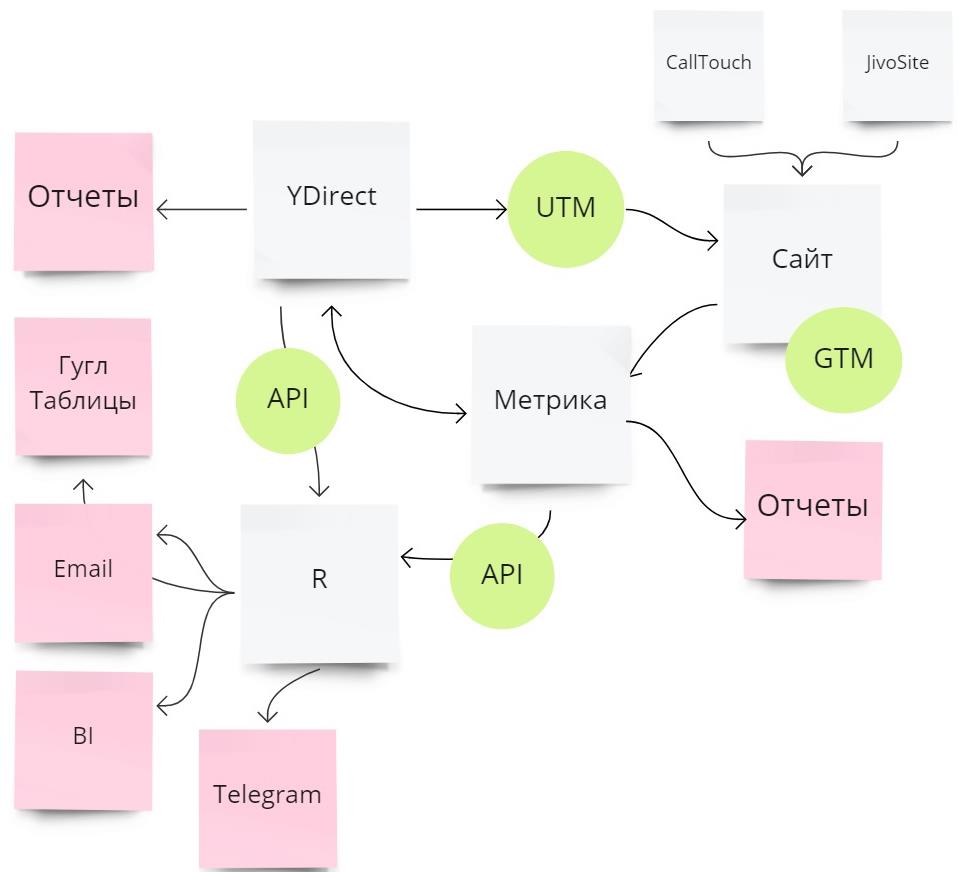 CallTouch
JivoSite
Отчеты
YDirect
UTM
Сайт
Гугл
Таблицы
API
Метрика
GTM
Отчеты
Email
R
API
BI
Telegram